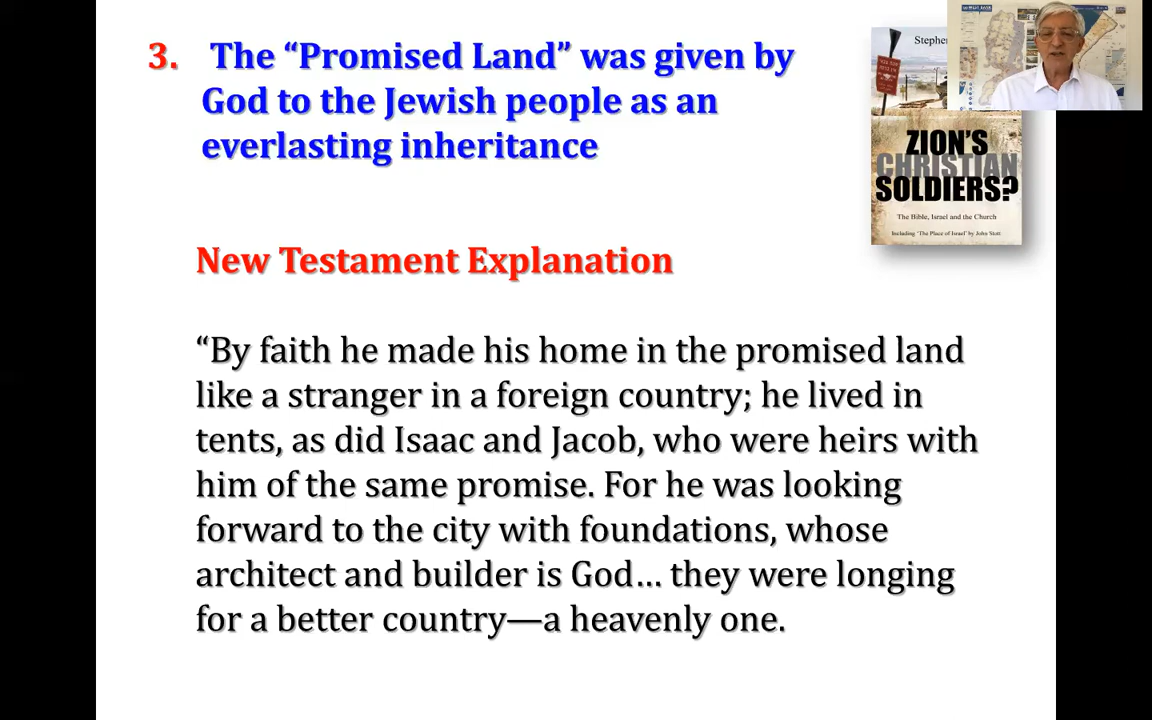 3. The “Promised Land” was given by
God to the Jewish people as an
everlasting inheritance
Stephe
ZION'S
CHRISTIAN
SOLDIERS?
The Bible, Israel and the Church
Including 'The Place of Israel' by John Stott
New Testament Explanation
“By faith he made his home in the promised land
like a stranger in a foreign country; he lived in
tents, as did Isaac and Jacob, who were heirs with
him of the same promise. For he was looking
forward to the city with foundations, whose
architect and builder is God… they were longing
for a better country—a heavenly one.